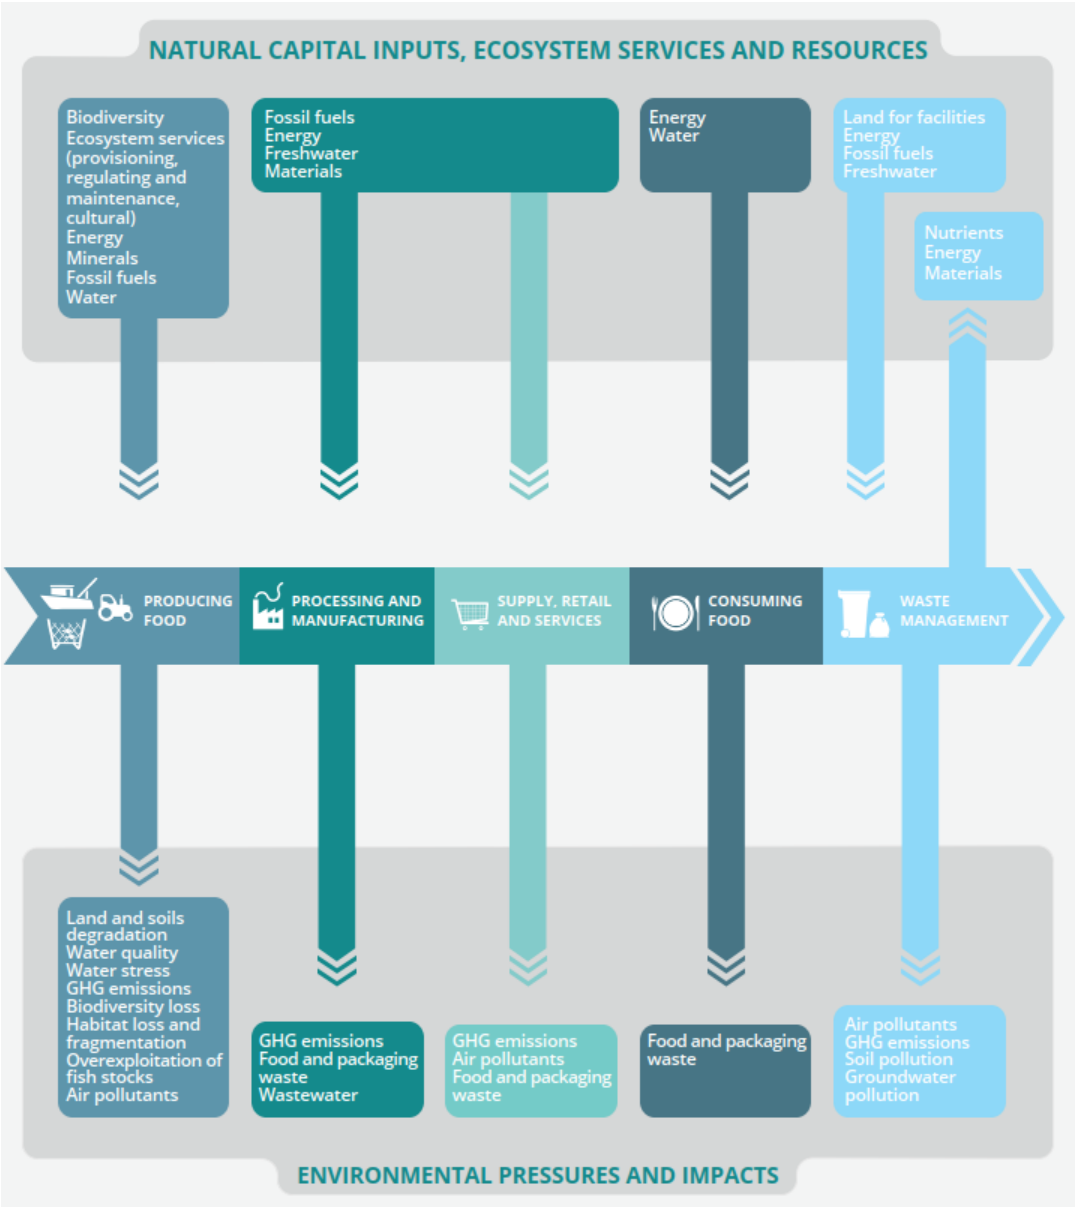 NATURAL CAPITAL INPUTS, ECOSYSTEM SERVICES AND RESOURCES
Biodiversity
Ecosystem services
(provisioning,
regulating and
maintenance,
cultural)
Energy
Minerals
Fossil fuels
Water
Fossil fuels
Energy
Freshwater
Materials
Energy
Water
Land for facilities
Energy
Fossil fuels
Freshwater
Nutrients
Energy
Materials
PRODUCING
FOOD
PROCESSING AND
MANUFACTURING
SUPPLY, RETAIL
AND SERVICES
CONSUMING
FOOD
WASTE
MANAGEMENT
Land and soils
degradation
Water quality
Water stress
GHG emissions
Biodiversity loss
Habitat loss and
fragmentation
Overexploitation of
fish stocks
Air pollutants
GHG emissions
Food and packaging
waste
Wastewater
GHG emissions
Air pollutants
Food and packaging
waste
Food and packaging
waste
Air pollutants
GHG emissions
Soil pollution
Groundwater
pollution
ENVIRONMENTAL PRESSURES AND IMPACTS